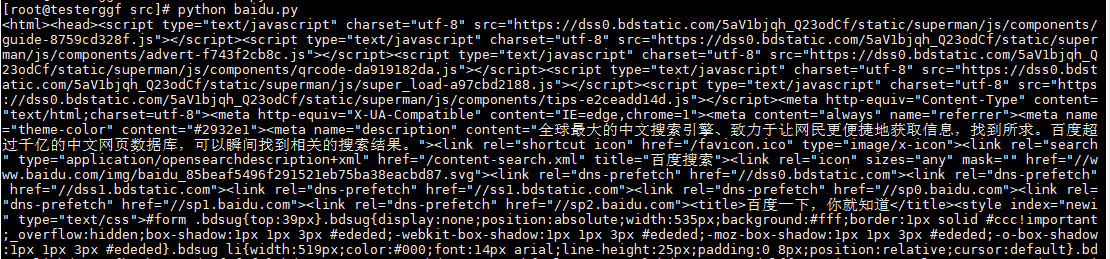 [root@testerggf src]# python baidu.py
<html><head><script type="text/javascript" charset="utf-8" src="https://dss0.bdstatic.com/5aV1bjqh_Q23odCf/static/superman/js/components/
guide-8759cd328f.js"></script><script type="text/javascript" charset="utf-8" src="https://dss0.bdstatic.com/5aV1bjqh_Q23odCf/static/super
man/js/components/advert-f743f2cb8c.js"></script><script type="text/javascript" charset="utf-8" src="https://dss0.bdstatic.com/5aV1bjqh_Q
23odCf/static/superman/js/components/qrcode-da919182da.js"></script><script type="text/javascript" charset="utf-8" src="https://dss0.bdst
atic.com/5aV1bjqh_Q23odCf/static/superman/js/super_load-a97cbd2188.js"></script><script type="text/javascript" charset="utf-8" src="https
://dss0.bdstatic.com/5aV1bjqh_Q23odCf/static/superman/js/components/tips-e2ceadd14d.js"></script><meta http-equiv="Content-Type" content=
"text/html;charset=utf-8"><meta http-equiv="X-UA-Compatible" content="IE=edge,chrome=1"><meta content="always" name="referrer"><meta name
="theme-color" content="#2932e1"><meta name="description" content="全球最大的中文搜索引擎、致力于让网民更便捷地获取信息，找到所求。百度超
过千亿的中文网页数据库，可以瞬间找到相关的搜索结果。"><link rel="shortcut icon" href="/favicon.ico" type="image/x-icon"><link rel="search
" type="application/opensearchdescription+xml" href="/content-search.xml" title="百度搜索"><link rel="icon" sizes="any" mask="" href="//w
ww.baidu.com/img/baidu_85beaf5496f291521eb75ba38eacbd87.svg"><link rel="dns-prefetch" href="//dss0.bdstatic.com"><link rel="dns-prefetch"
 href="//dss1.bdstatic.com"><link rel="dns-prefetch" href="//ss1.bdstatic.com"><link rel="dns-prefetch" href="//sp0.baidu.com"><link rel=
"dns-prefetch" href="//sp1.baidu.com"><link rel="dns-prefetch" href="//sp2.baidu.com"><title>百度一下，你就知道</title><style index="newi
" type="text/css">#form .bdsug{top:39px}.bdsug{display:none;position:absolute;width:535px;background:#fff;border:1px solid #ccc!important
;_overflow:hidden;box-shadow:1px 1px 3px #ededed;-webkit-box-shadow:1px 1px 3px #ededed;-moz-box-shadow:1px 1px 3px #ededed;-o-box-shadow
:1px 1px 3px #ededed}.bdsug li{width:519px;color:#000;font:14px arial;line-height:25px;padding:0 8px;position:relative;cursor:default}.bd